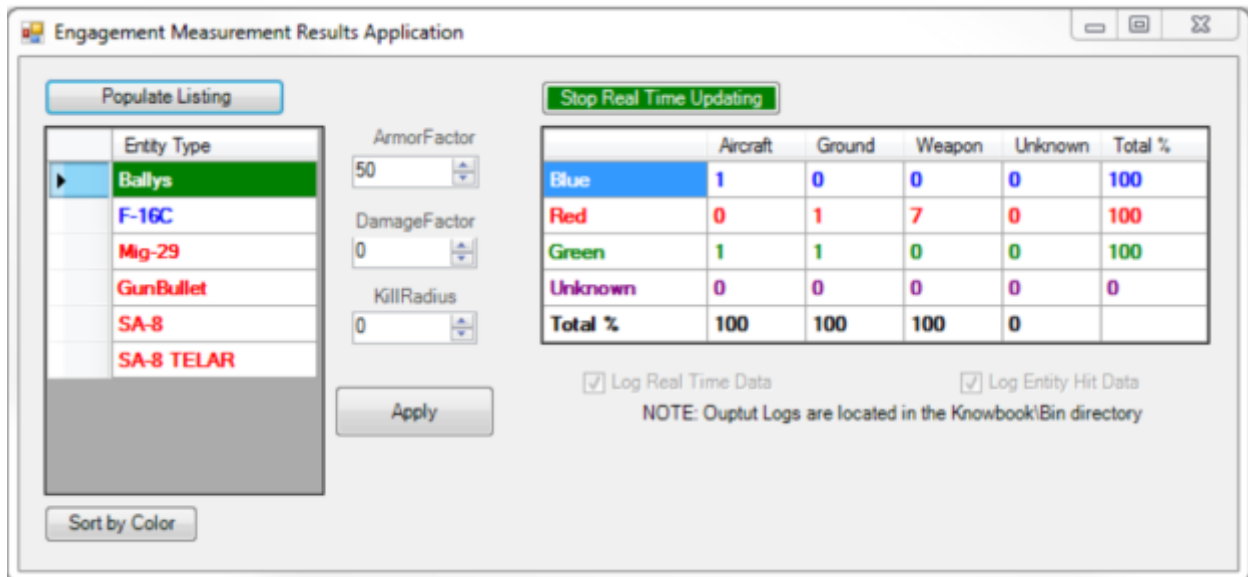 Engagement Measurement Results Application
Populate Listing
Stop Real Time Updating
Entity Type
Ballys
F-16C
Mig-29
GunBullet
SA-8
SA-8 TELAR
Sort by Color
ArmorFactor
50
DamageFactor
0
KillRadius
0
Apply
Aircraft Ground Weapon Unknown Total %
Blue 1 0 0 0 100
Red 0 1 7 0 100
Green 1 1 0 0 100
Unknown 0 0 0 0 0
Total % 100 100 100 0
Log Real Time Data Log Entity Hit Data
NOTE: Ouptut Logs are located in the Knowbook\Bin directory